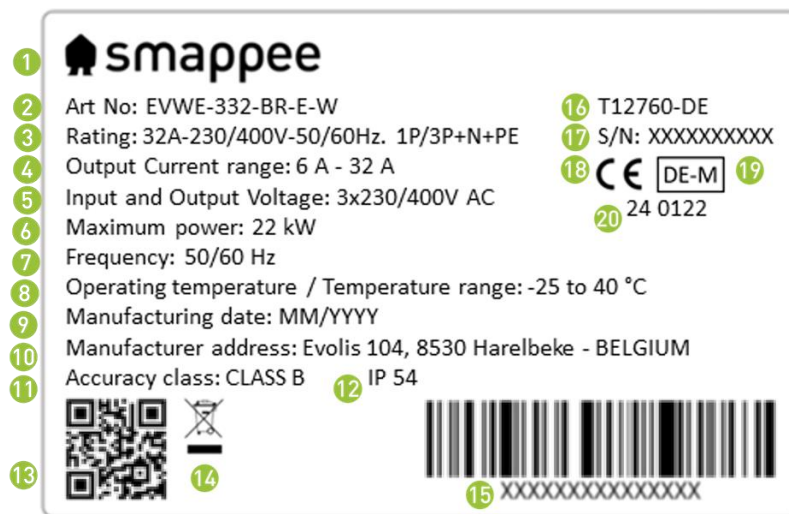 1 smappee
2 Art No: EVWE-332-BR-E-W
16 T12760-DE
3 Rating: 32A-230/400V-50/60Hz. 1P/3P+N+PE
17 S/N: XXXXXXXXXX
4 Output Current range: 6 A - 32 A
18 CE DE-M 19
5 Input and Output Voltage: 3x230/400V AC
20 24 0122
6 Maximum power: 22 kW
7 Frequency: 50/60 Hz
8 Operating temperature / Temperature range: -25 to 40 °C
9 Manufacturing date: MM/YYYY
10 Manufacturer address: Evolis 104, 8530 Harelbeke - BELGIUM
11 Accuracy class: CLASS B
12 IP 54
13
14
15 XXXXXXXXXXXXXXX